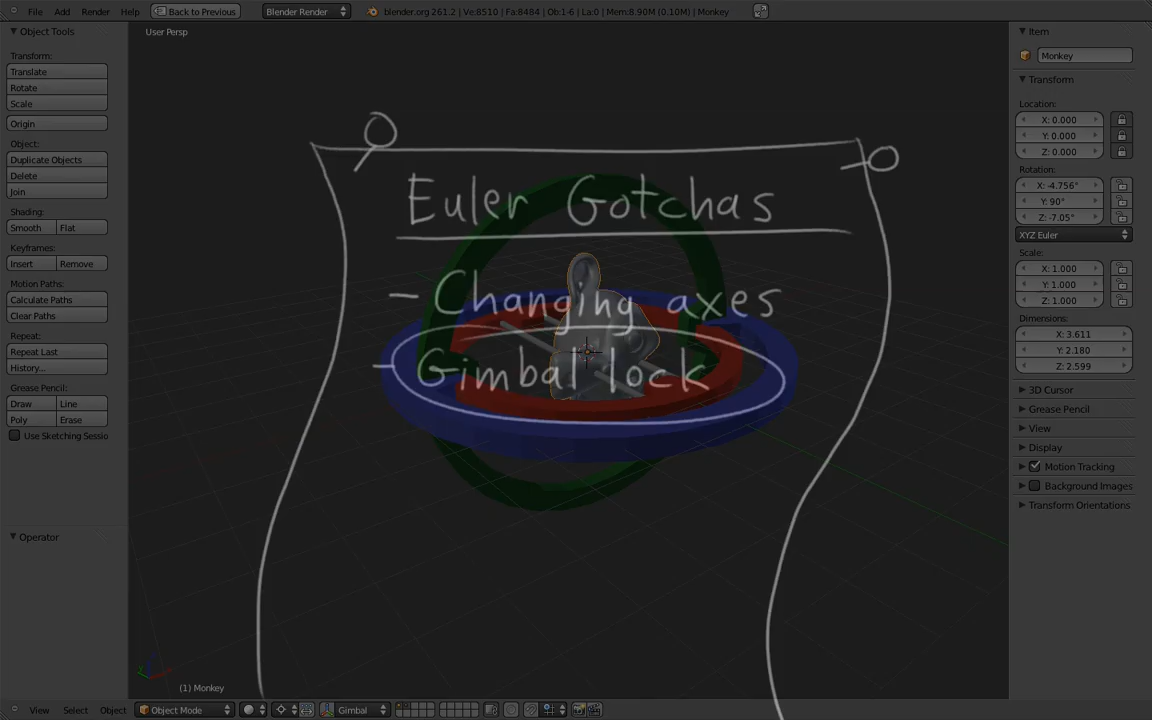 File Add Render Help Back to Previous Blender Render blender.org 261.2 | Ve:8510 | Fa:8484 | Ob:1-6 | La:0 | Mem:8.90M (0.10M) | Monkey
Object Tools
Transform:
Translate
Rotate
Scale
Origin
Object:
Duplicate Objects
Delete
Join
Shading:
Smooth Flat
Keyframes:
Insert Remove
Motion Paths:
Calculate Paths
Clear Paths
Repeat:
Repeat Last
History...
Grease Pencil:
Draw Line
Poly Erase
Use Sketching Sessio
Operator
User Persp
Euler Gotchas
- Changing axes
- Gimbal lock
(1) Monkey
Item
Monkey
Transform
Location:
X: 0.000
Y: 0.000
Z: 0.000
Rotation:
X: -4.756°
Y: 90°
Z: -7.05°
XYZ Euler
Scale:
X: 1.000
Y: 1.000
Z: 1.000
Dimensions:
X: 3.611
Y: 2.180
Z: 2.599
3D Cursor
Grease Pencil
View
Display
Motion Tracking
Background Images
Transform Orientations
View Select Object Object Mode Gimbal